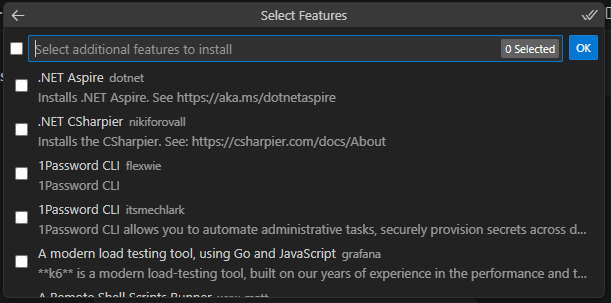 Select Features
Select additional features to install
0 Selected
OK
.NET Aspire dotnet
Installs .NET Aspire. See https://aka.ms/dotnetaspire
.NET CSharpier nikiforovall
Installs the CSharpier. See: https://csharpier.com/docs/About
1Password CLI flexwie
1Password CLI
1Password CLI itsmechlark
1Password CLI allows you to automate administrative tasks, securely provision secrets across d...
A modern load testing tool, using Go and JavaScript grafana
**k6** is a modern load-testing tool, built on our years of experience in the performance and t...
A Remote Shell Scripts Runner